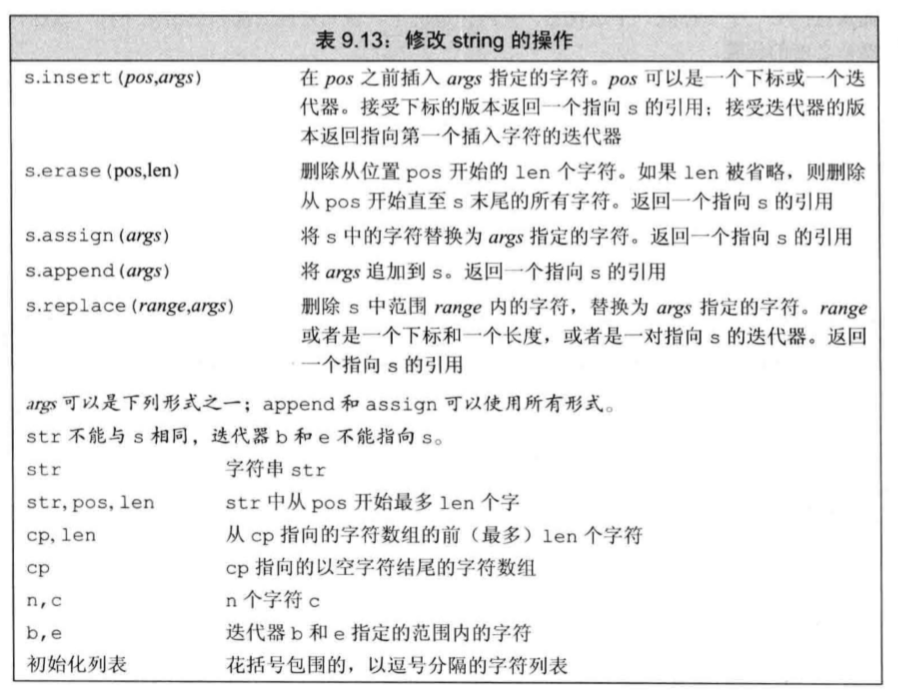 表 9.13：修改 string 的操作
s.insert(pos,args) 在 pos 之前插入 args 指定的字符。pos 可以是一个下标或一个迭
代器。接受下标的版本返回一个指向 s 的引用；接受迭代器的版
本返回指向第一个插入字符的迭代器
s.erase(pos,len) 删除从位置 pos 开始的 len 个字符。如果 len 被省略，则删除
从 pos 开始直至 s 末尾的所有字符。返回一个指向 s 的引用
s.assign(args) 将 s 中的字符替换为 args 指定的字符。返回一个指向 s 的引用
s.append(args) 将 args 追加到 s。返回一个指向 s 的引用
s.replace(range,args) 删除 s 中范围 range 内的字符，替换为 args 指定的字符。range
或者是一个下标和一个长度，或者是一对指向 s 的迭代器。返回
一个指向 s 的引用
args 可以是下列形式之一；append 和 assign 可以使用所有形式。
str 不能与 s 相同，迭代器 b 和 e 不能指向 s。
str 字符串 str
str,pos,len str 中从 pos 开始最多 len 个字
cp,len 从 cp 指向的字符数组的前（最多）len 个字符
cp cp 指向的以空字符结尾的字符数组
n,c n 个字符 c
b,e 迭代器 b 和 e 指定的范围内的字符
初始化列表 花括号包围的，以逗号分隔的字符列表